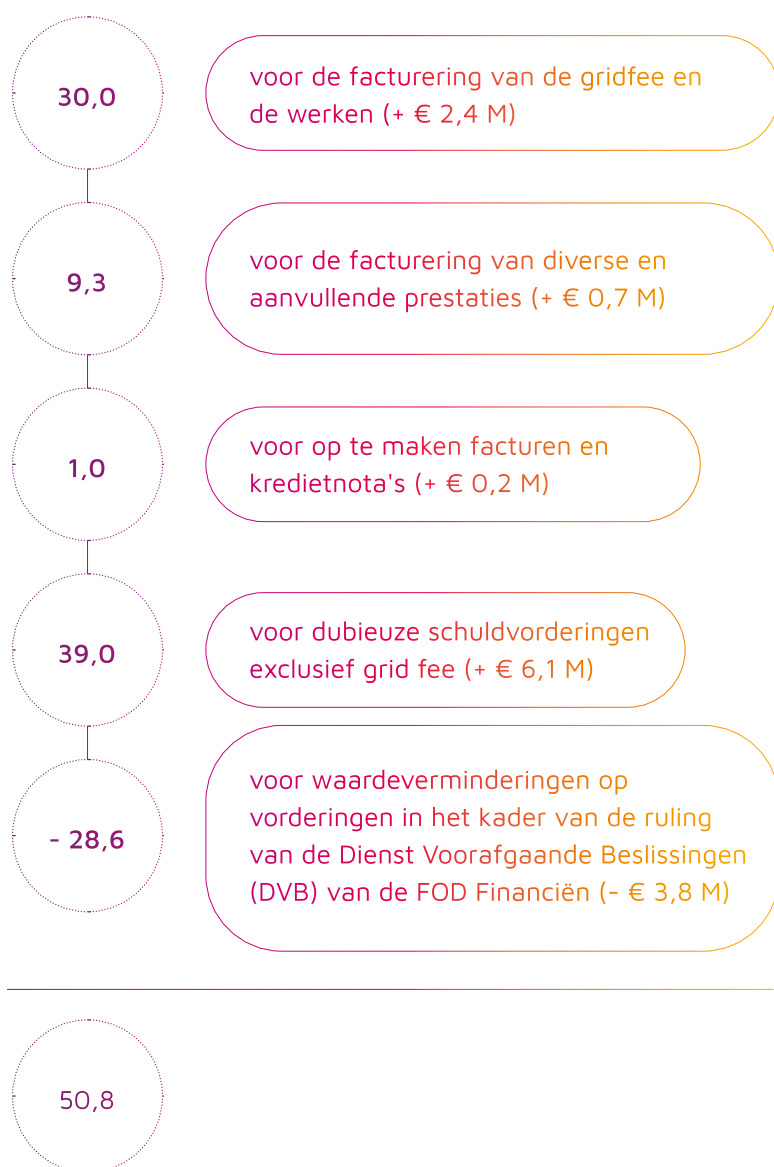 30,0
voor de facturering van de gridfee en
de werken (+ € 2,4 M)
9,3
voor de facturering van diverse en
aanvullende prestaties (+ € 0,7 M)
1,0
voor op te maken facturen en
kredietnota's (+ € 0,2 M)
39,0
voor dubieuze schuldvorderingen
exclusief grid fee (+ € 6,1 M)
- 28,6
voor waardeverminderingen op
vorderingen in het kader van de ruling
van de Dienst Voorafgaande Beslissingen
(DVB) van de FOD Financiën (- € 3,8 M)
50,8